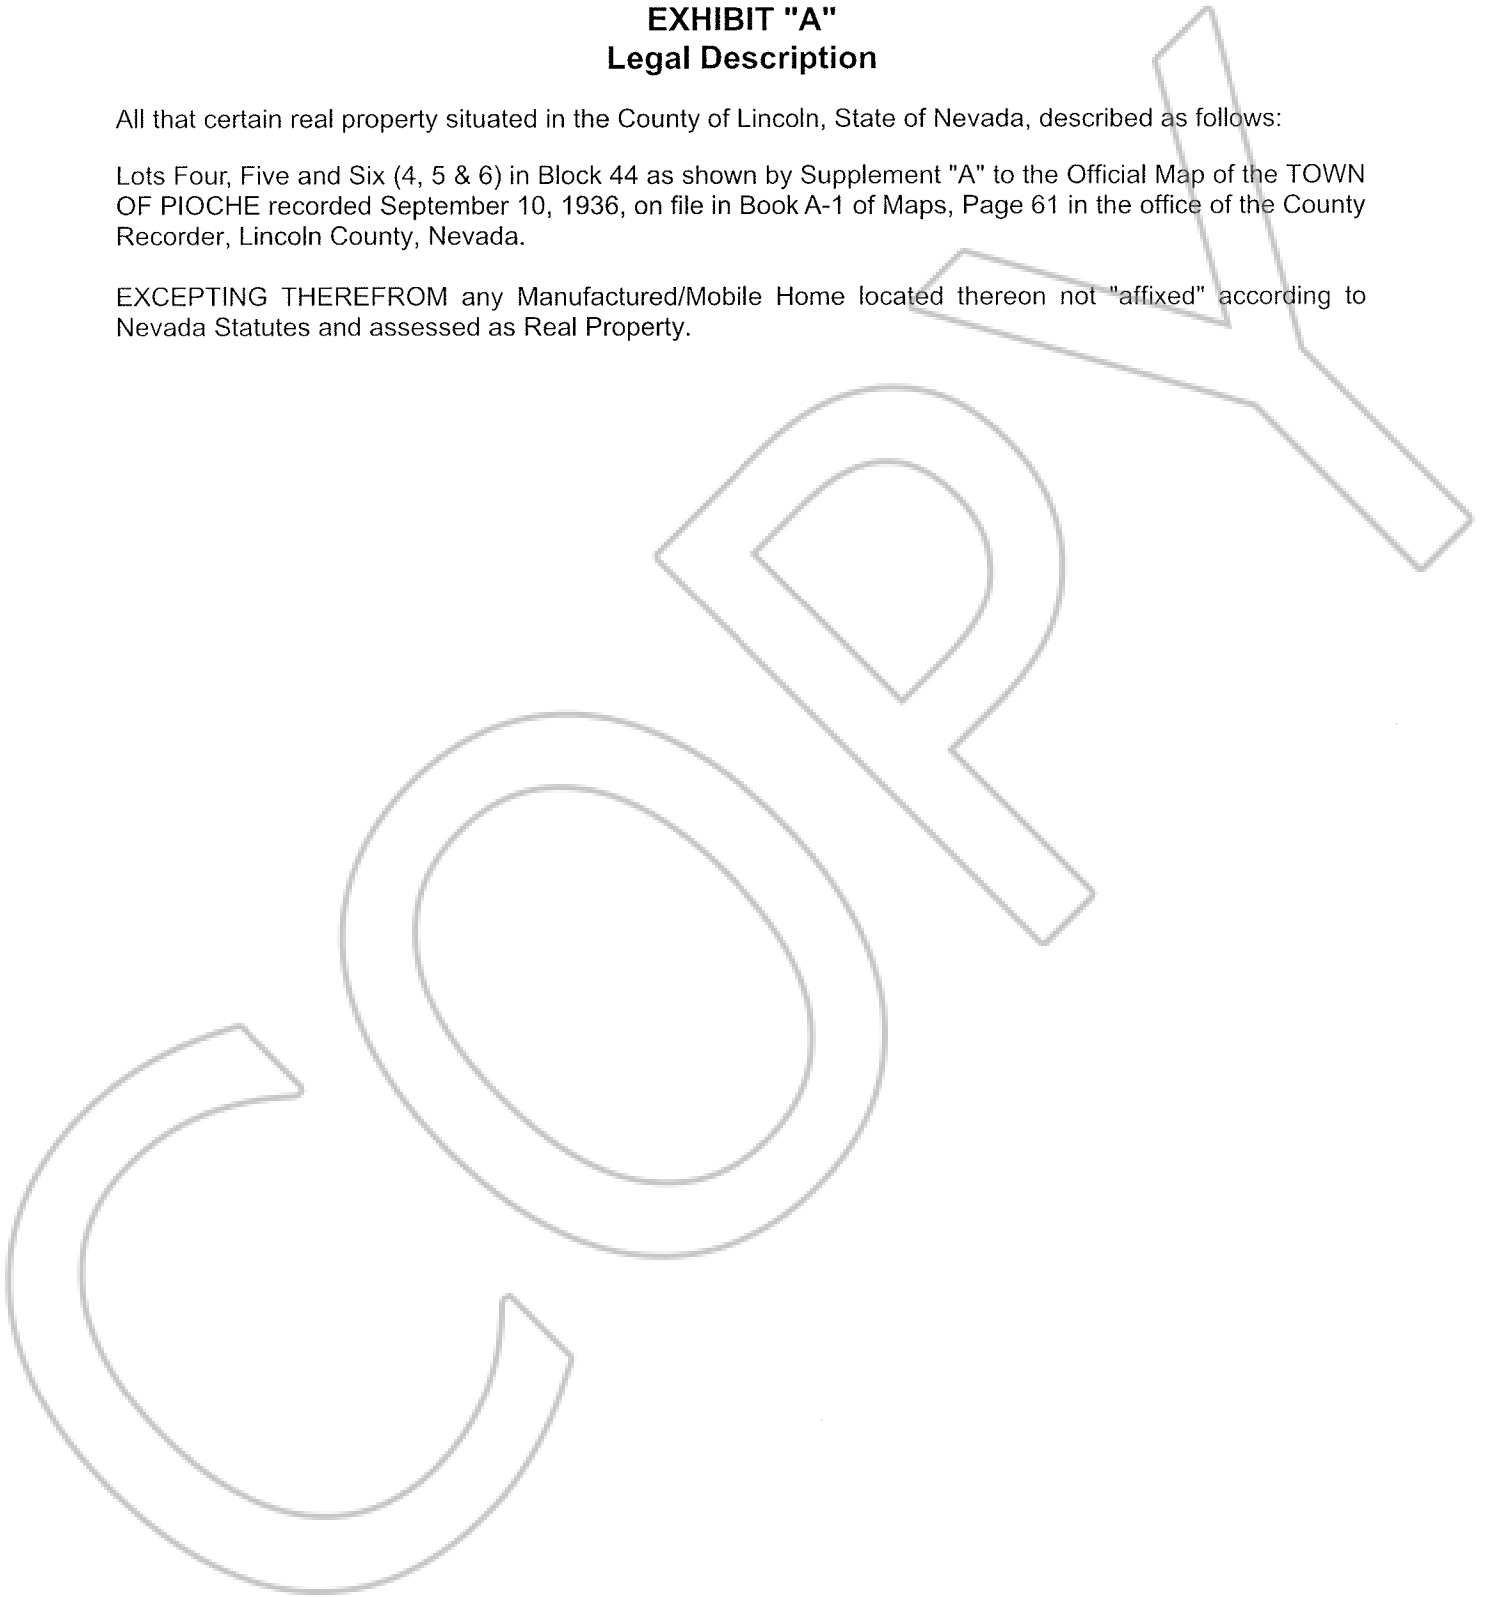 EXHIBIT "A"
Legal Description
All that certain real property situated in the County of Lincoln, State of Nevada, described as follows:
Lots Four, Five and Six (4, 5 & 6) in Block 44 as shown by Supplement "A" to the Official Map of the TOWN
OF PIOCHE recorded September 10, 1936, on file in Book A-1 of Maps, Page 61 in the office of the County
Recorder, Lincoln County, Nevada.
EXCEPTING THEREFROM any Manufactured/Mobile Home located thereon not "affixed" according to
Nevada Statutes and assessed as Real Property.
COPY